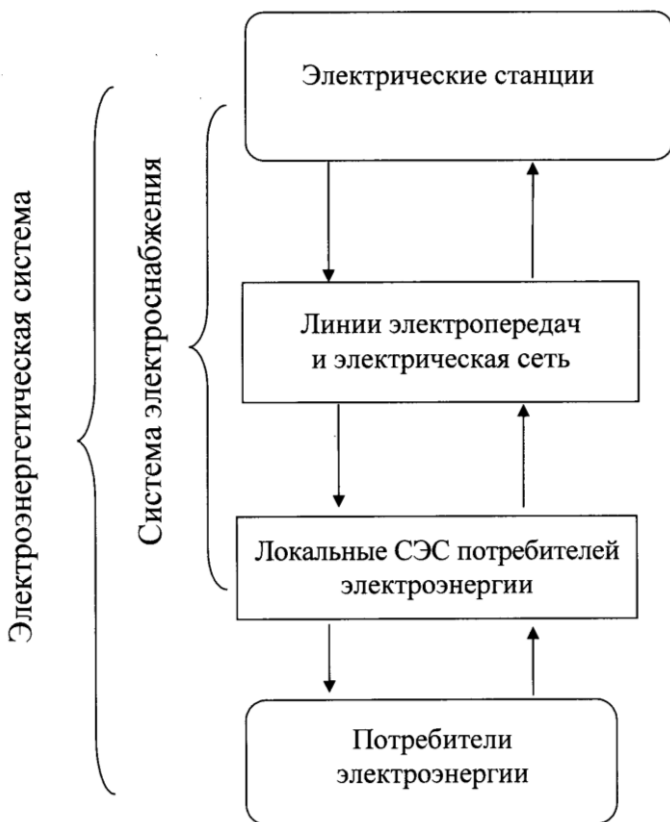 Электроэнергетическая система
Система электроснабжения
Электрические станции
Линии электропередач
и электрическая сеть
Локальные СЭС потребителей
электроэнергии
Потребители
электроэнергии